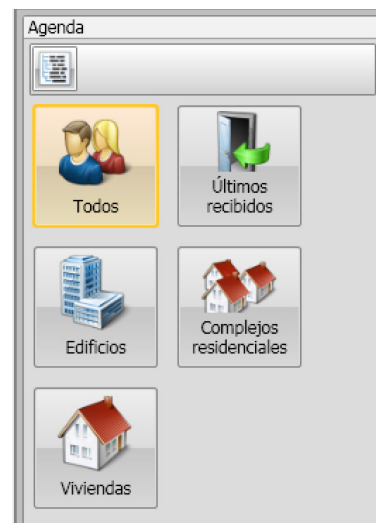 Agenda
Todos
Últimos
recibidos
Edificios
Complejos
residenciales
Viviendas